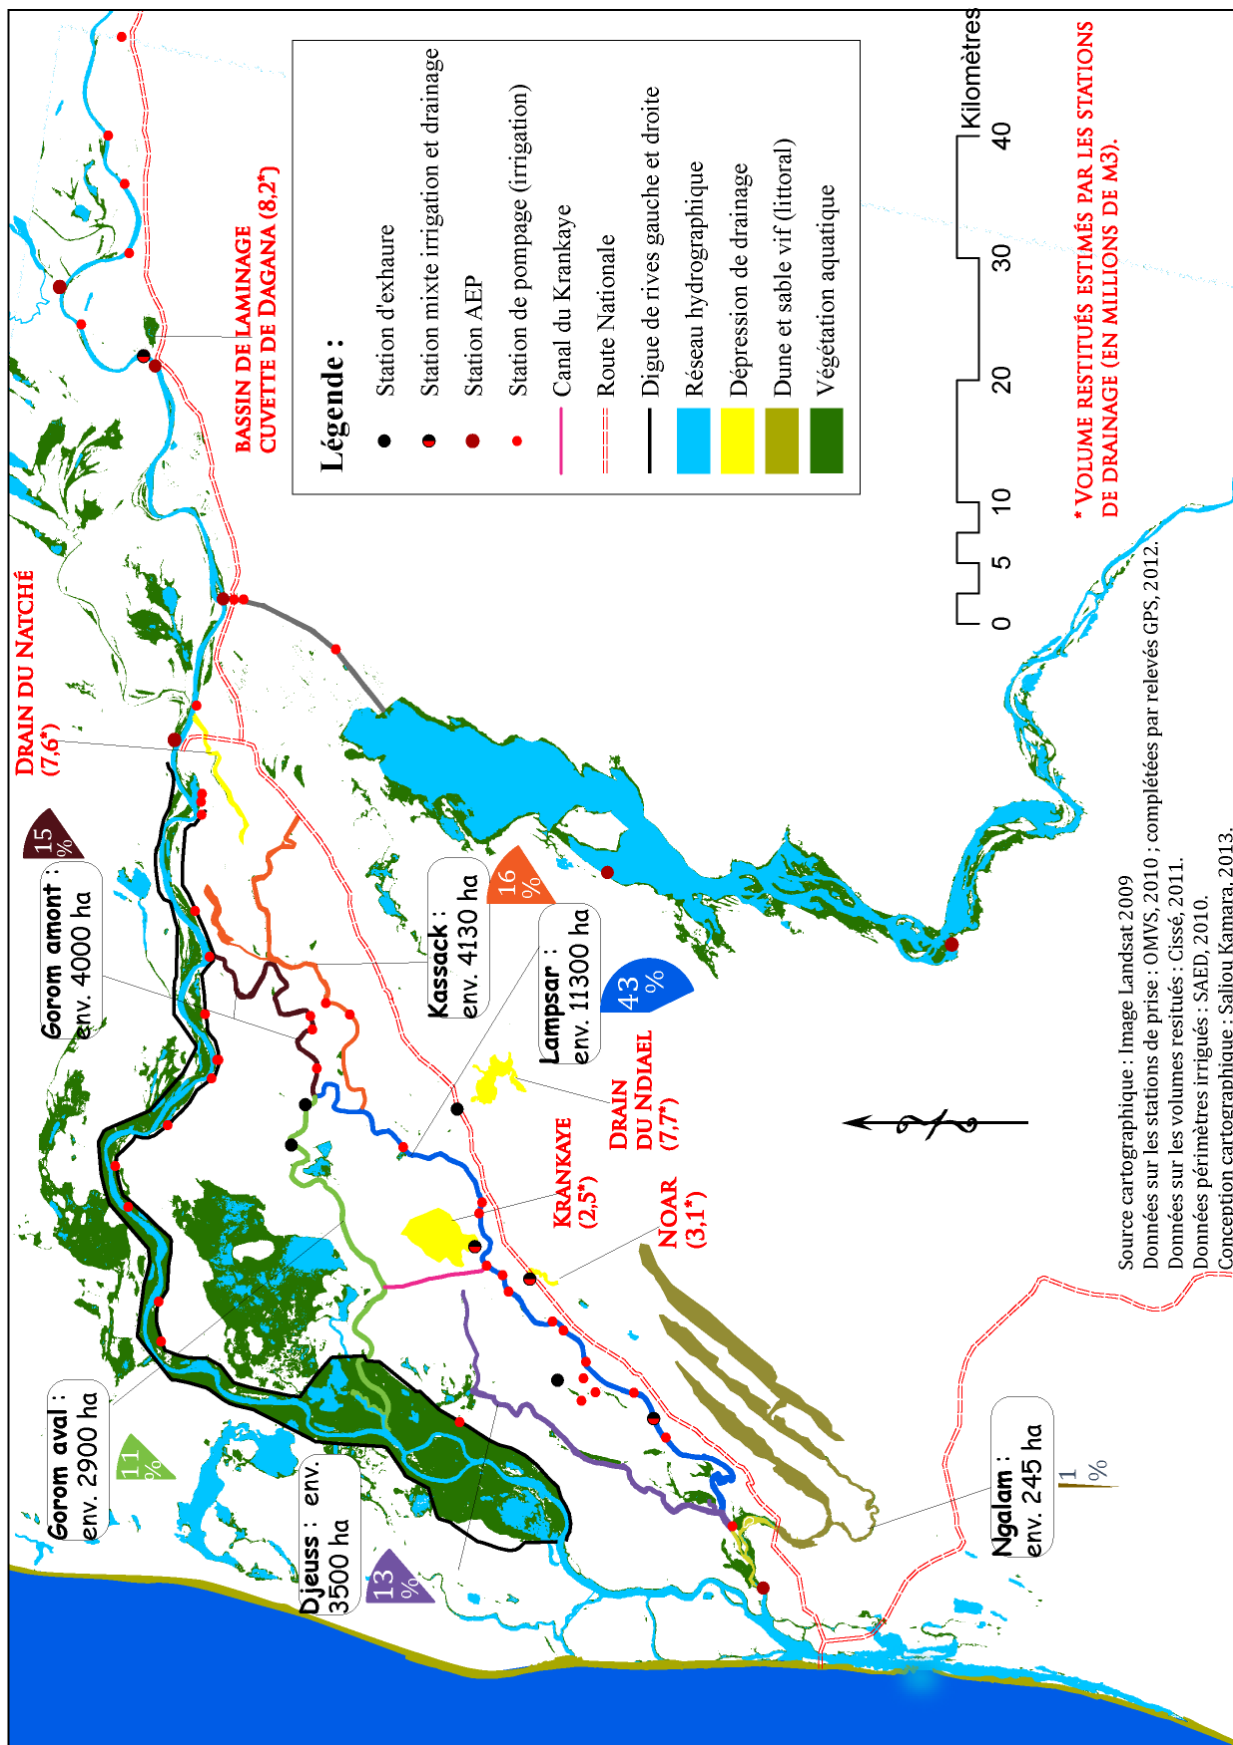 DRAIN DU NATCHÉ
(7,6*)
BASSIN DE LAMINAGE
CUVETTE DE DAGANA (8,2*)
Gorom amont :
env. 4000 ha
15
%
Kassack :
env. 4130 ha
16
%
Lampsar :
env. 11300 ha
43
%
Gorom aval :
env. 2900 ha
11
%
Djeuss : env.
3500 ha
13
%
Ngalam :
env. 245 ha
1
%
KRANKAYE
(2,5*)
DRAIN
DU NDIAEL
(7,7*)
NOAR
(3,1*)
Légende :
Station d'exhaure
Station mixte irrigation et drainage
Station AEP
Station de pompage (irrigation)
Canal du Krankaye
Route Nationale
Digue de rives gauche et droite
Réseau hydrographique
Dépression de drainage
Dune et sable vif (littoral)
Végétation aquatique
0 5 10 20 30 40
Kilomètres
* VOLUME RESTITUÉS ESTIMÉS PAR LES STATIONS
DE DRAINAGE (EN MILLIONS DE M3).
Source cartographique : Image Landsat 2009
Données sur les stations de prise : OMVS, 2010 ; complétées par relevés GPS, 2012.
Données sur les volumes resitués : Cissé, 2011.
Données périmètres irrigués : SAED, 2010.
Conception cartographique : Saliou Kamara, 2013.